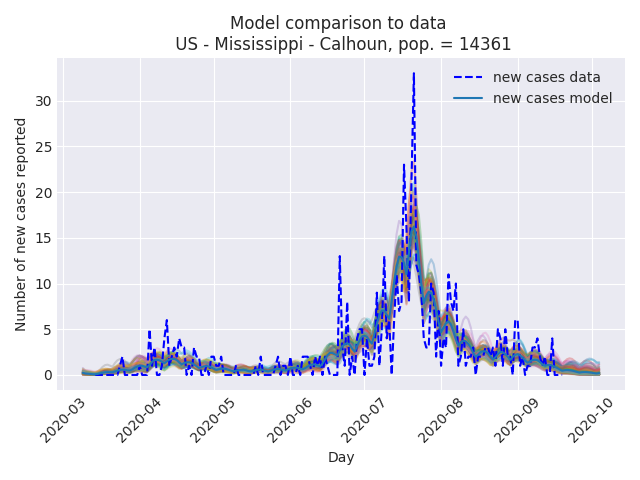 Model comparison to data
US - Mississippi - Calhoun, pop. = 14361
new cases data
new cases model
Number of new cases reported
30
25
20
15
10
5
0
2020-03
2020-04
2020-05
2020-06
2020-07
2020-08
2020-09
2020-10
Day